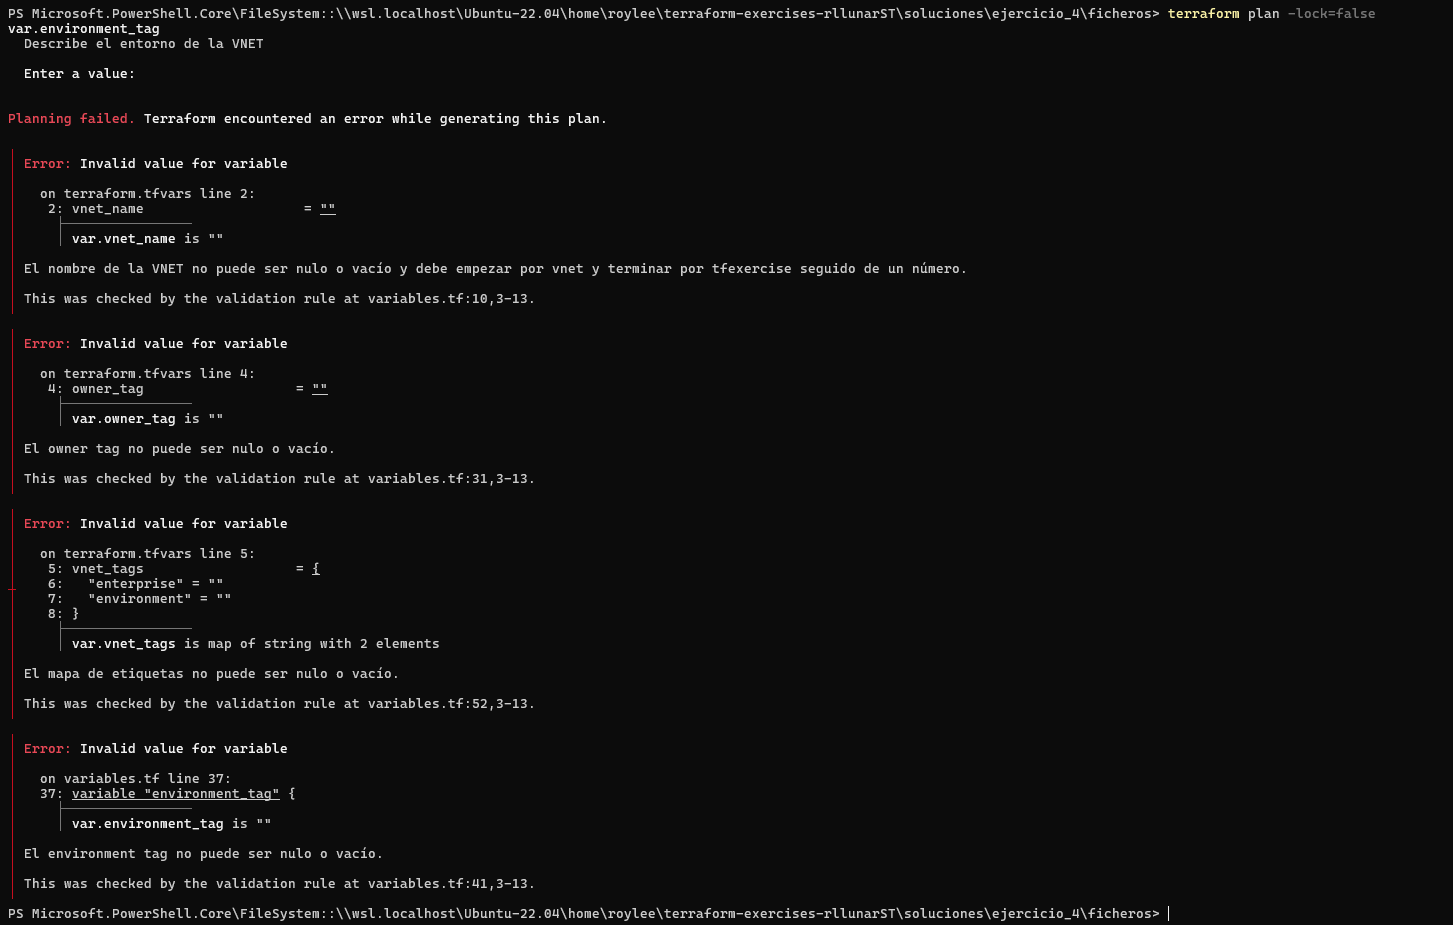 PS Microsoft.PowerShell.Core\FileSystem::\\wsl.localhost\Ubuntu-22.04\home\roylee\terraform-exercises-rllunarST\soluciones\ejercicio_4\ficheros> terraform plan -lock=false
var.environment_tag
  Describe el entorno de la VNET
  Enter a value:
Planning failed. Terraform encountered an error while generating this plan.
Error: Invalid value for variable
  on terraform.tfvars line 2:
   2: vnet_name                    = ""
    var.vnet_name is ""
El nombre de la VNET no puede ser nulo o vacío y debe empezar por vnet y terminar por tfexercise seguido de un número.
This was checked by the validation rule at variables.tf:10,3-13.
Error: Invalid value for variable
  on terraform.tfvars line 4:
   4: owner_tag                   = ""
    var.owner_tag is ""
El owner tag no puede ser nulo o vacío.
This was checked by the validation rule at variables.tf:31,3-13.
Error: Invalid value for variable
  on terraform.tfvars line 5:
   5: vnet_tags                   = {
   6:   "enterprise" = ""
   7:   "environment" = ""
   8: }
    var.vnet_tags is map of string with 2 elements
El mapa de etiquetas no puede ser nulo o vacío.
This was checked by the validation rule at variables.tf:52,3-13.
Error: Invalid value for variable
  on variables.tf line 37:
  37: variable "environment_tag" {
    var.environment_tag is ""
El environment tag no puede ser nulo o vacío.
This was checked by the validation rule at variables.tf:41,3-13.
PS Microsoft.PowerShell.Core\FileSystem::\\wsl.localhost\Ubuntu-22.04\home\roylee\terraform-exercises-rllunarST\soluciones\ejercicio_4\ficheros>